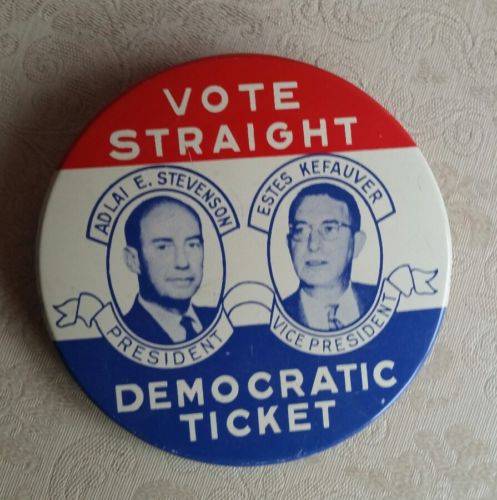 VOTE
STRAIGHT
ADLAI E. STEVENSON
PRESIDENT
ESTES KEFAUVER
VICE PRESIDENT
DEMOCRATIC
TICKET